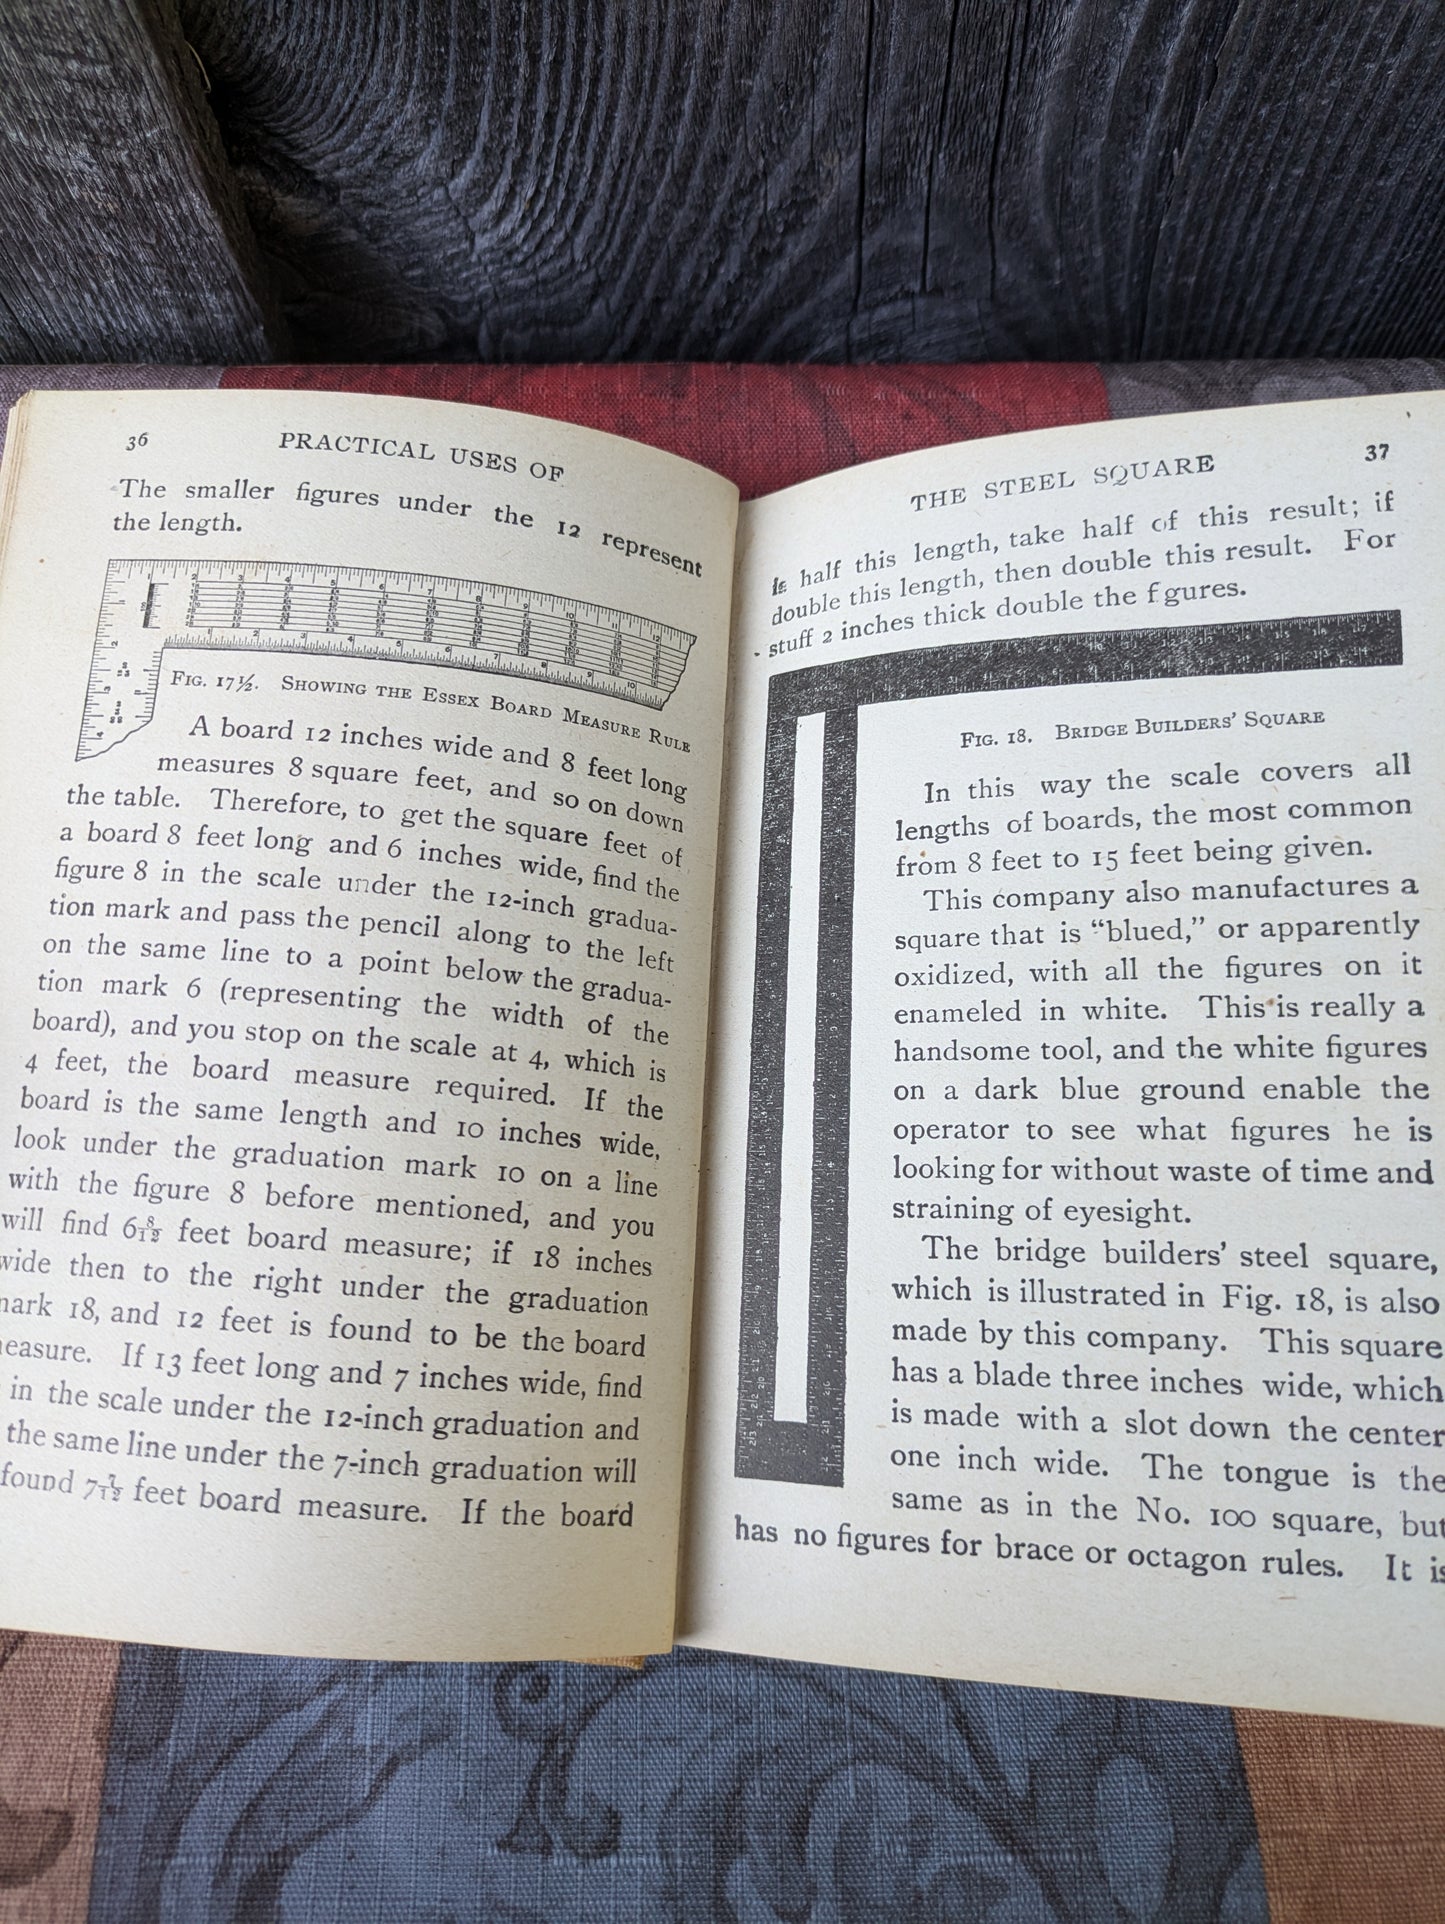 36
PRACTICAL USES OF
The smaller figures under the 12 represent
the length.
FIG. 17½. SHOWING THE ESSEX BOARD MEASURE RULE
A board 12 inches wide and 8 feet long
measures 8 square feet, and so on down
the table. Therefore, to get the square feet of
a board 8 feet long and 6 inches wide, find the
figure 8 in the scale under the 12-inch gradua-
tion mark and pass the pencil along to the left
on the same line to a point below the gradua-
tion mark 6 (representing the width of the
board), and you stop on the scale at 4, which is
4 feet, the board measure required. If the
board is the same length and 10 inches wide,
look under the graduation mark 10 on a line
with the figure 8 before mentioned, and you
will find 6 8/12 feet board measure; if 18 inches
wide then to the right under the graduation
mark 18, and 12 feet is found to be the board
measure. If 13 feet long and 7 inches wide, find
in the scale under the 12-inch graduation and
the same line under the 7-inch graduation will
found 7 7/12 feet board measure. If the board
THE STEEL SQUARE
37
is half this length, take half of this result; if
double this length, then double this result. For
stuff 2 inches thick double the f gures.
FIG. 18. BRIDGE BUILDERS' SQUARE
In this way the scale covers all
lengths of boards, the most common
from 8 feet to 15 feet being given.
This company also manufactures a
square that is "blued," or apparently
oxidized, with all the figures on it
enameled in white. This is really a
handsome tool, and the white figures
on a dark blue ground enable the
operator to see what figures he is
looking for without waste of time and
straining of eyesight.
The bridge builders' steel square,
which is illustrated in Fig. 18, is also
made by this company. This square
has a blade three inches wide, which
is made with a slot down the center
one inch wide. The tongue is the
same as in the No. 100 square, but
has no figures for brace or octagon rules. It is